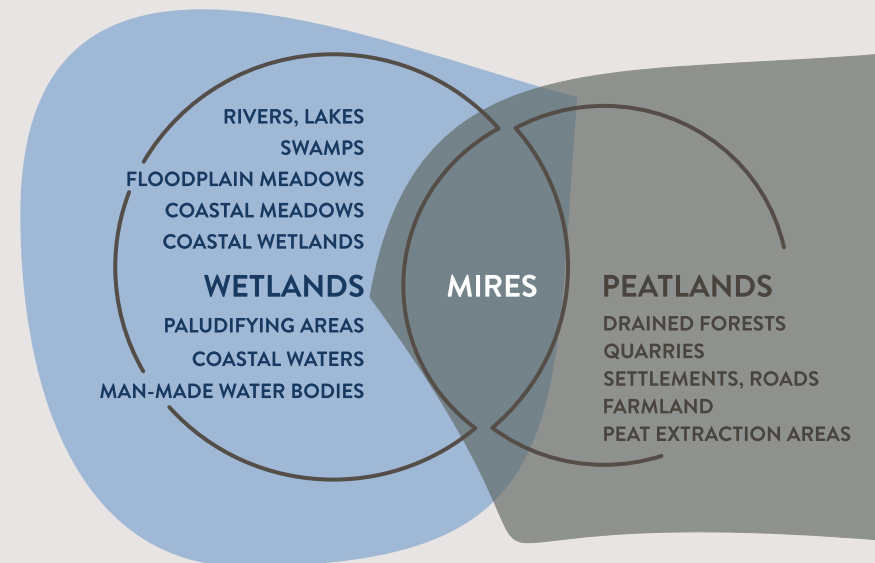 RIVERS, LAKES
SWAMPS
FLOODPLAIN MEADOWS
COASTAL MEADOWS
COASTAL WETLANDS
WETLANDS
PALUDIFYING AREAS
COASTAL WATERS
MAN-MADE WATER BODIES
MIRES
PEATLANDS
DRAINED FORESTS
QUARRIES
SETTLEMENTS, ROADS
FARMLAND
PEAT EXTRACTION AREAS